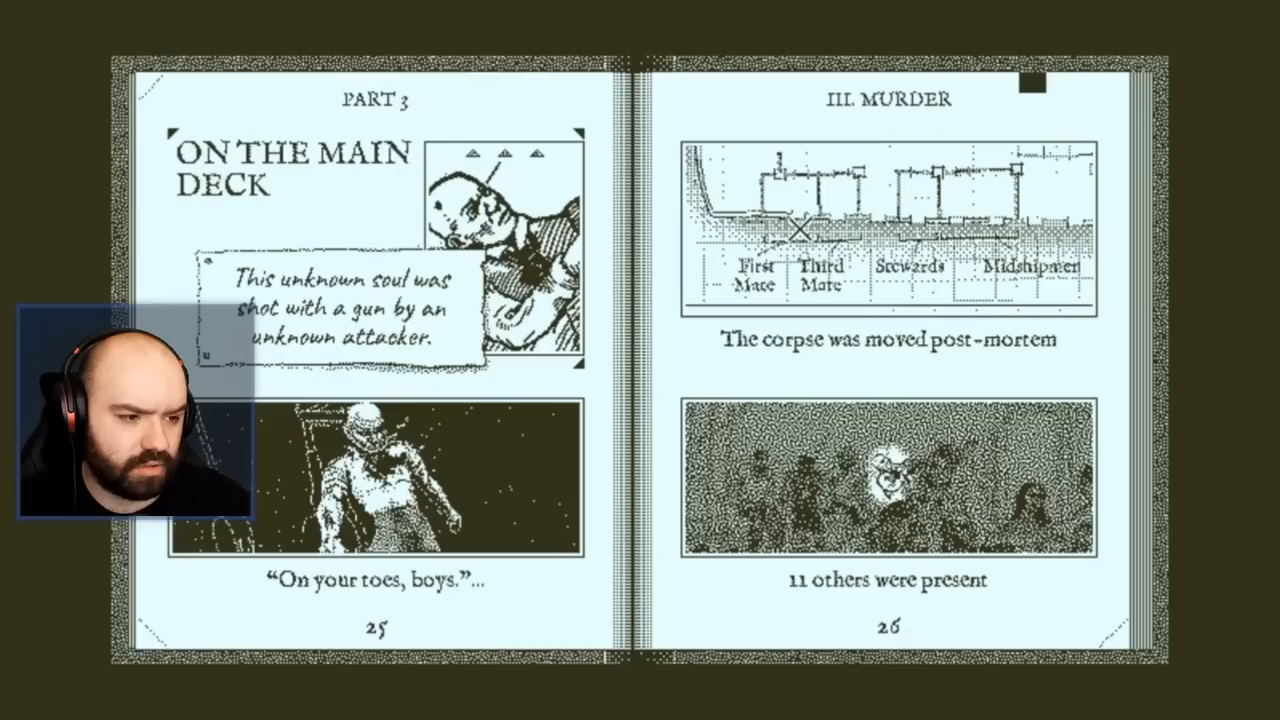 PART 3
ON THE MAIN
DECK
This unknown soul was
shot with a gun by an
unknown attacker.
"On your toes, boys."...
25
III. MURDER
First
Mate
Third
Mate
Stewards
Midshipmen
The corpse was moved post-mortem
11 others were present
26